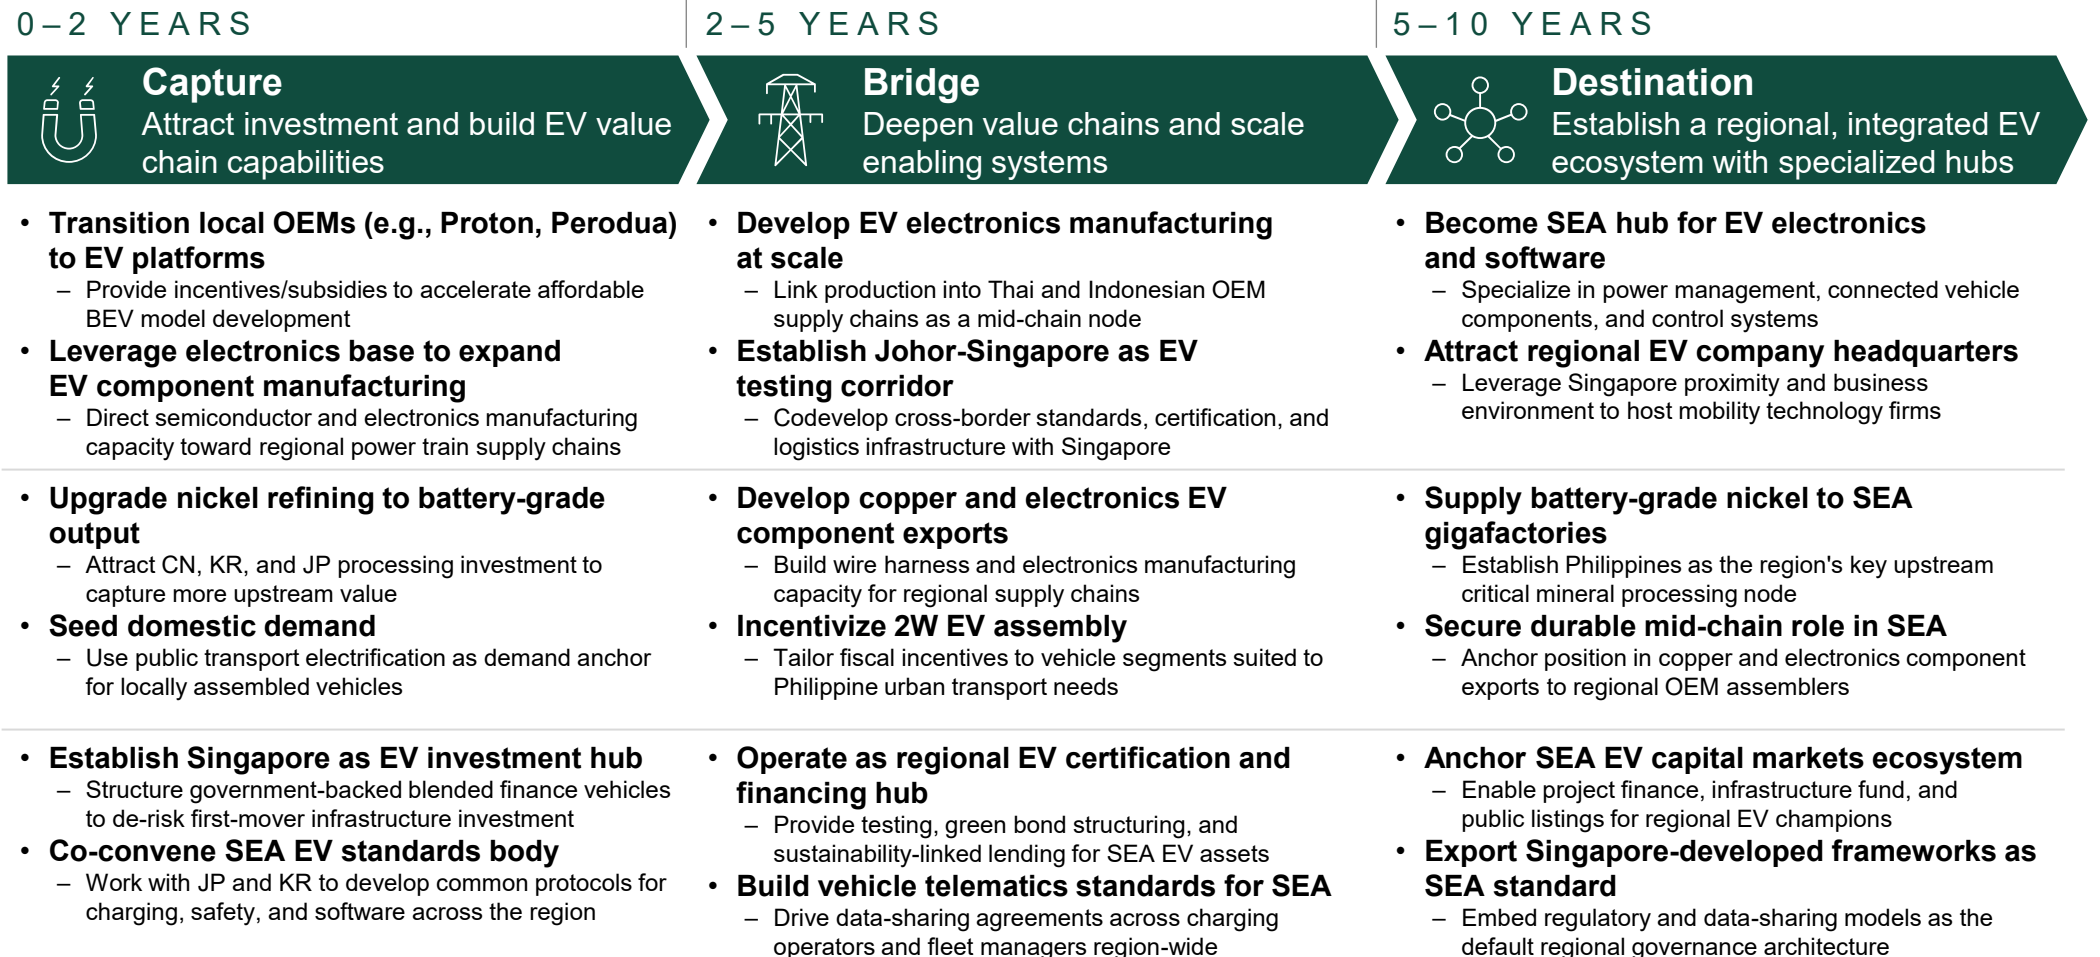 0–2 YEARS
2–5 YEARS
5–10 YEARS
Capture
Attract investment and build EV value
chain capabilities
Bridge
Deepen value chains and scale
enabling systems
Destination
Establish a regional, integrated EV
ecosystem with specialized hubs
• Transition local OEMs (e.g., Proton, Perodua)
to EV platforms
– Provide incentives/subsidies to accelerate affordable
BEV model development
• Leverage electronics base to expand
EV component manufacturing
– Direct semiconductor and electronics manufacturing
capacity toward regional power train supply chains
• Develop EV electronics manufacturing
at scale
– Link production into Thai and Indonesian OEM
supply chains as a mid-chain node
• Establish Johor-Singapore as EV
testing corridor
– Codevelop cross-border standards, certification, and
logistics infrastructure with Singapore
• Become SEA hub for EV electronics
and software
– Specialize in power management, connected vehicle
components, and control systems
• Attract regional EV company headquarters
– Leverage Singapore proximity and business
environment to host mobility technology firms
• Upgrade nickel refining to battery-grade
output
– Attract CN, KR, and JP processing investment to
capture more upstream value
• Seed domestic demand
– Use public transport electrification as demand anchor
for locally assembled vehicles
• Develop copper and electronics EV
component exports
– Build wire harness and electronics manufacturing
capacity for regional supply chains
• Incentivize 2W EV assembly
– Tailor fiscal incentives to vehicle segments suited to
Philippine urban transport needs
• Supply battery-grade nickel to SEA
gigafactories
– Establish Philippines as the region's key upstream
critical mineral processing node
• Secure durable mid-chain role in SEA
– Anchor position in copper and electronics component
exports to regional OEM assemblers
• Establish Singapore as EV investment hub
– Structure government-backed blended finance vehicles
to de-risk first-mover infrastructure investment
• Co-convene SEA EV standards body
– Work with JP and KR to develop common protocols for
charging, safety, and software across the region
• Operate as regional EV certification and
financing hub
– Provide testing, green bond structuring, and
sustainability-linked lending for SEA EV assets
• Build vehicle telematics standards for SEA
– Drive data-sharing agreements across charging
operators and fleet managers region-wide
• Anchor SEA EV capital markets ecosystem
– Enable project finance, infrastructure fund, and
public listings for regional EV champions
• Export Singapore-developed frameworks as
SEA standard
– Embed regulatory and data-sharing models as the
default regional governance architecture